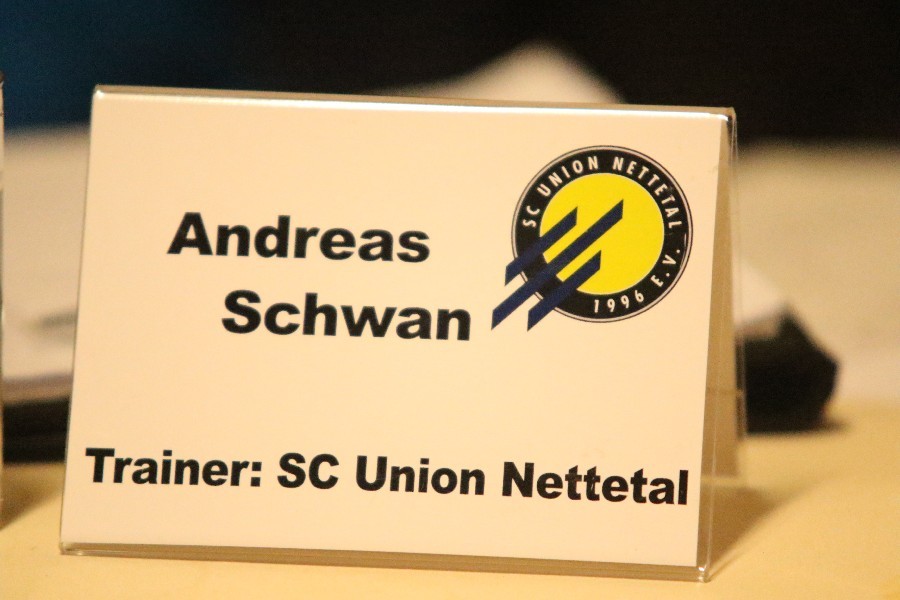 SC UNION NETTETAL
1996 E.V.
Andreas
Schwan
Trainer: SC Union Nettetal